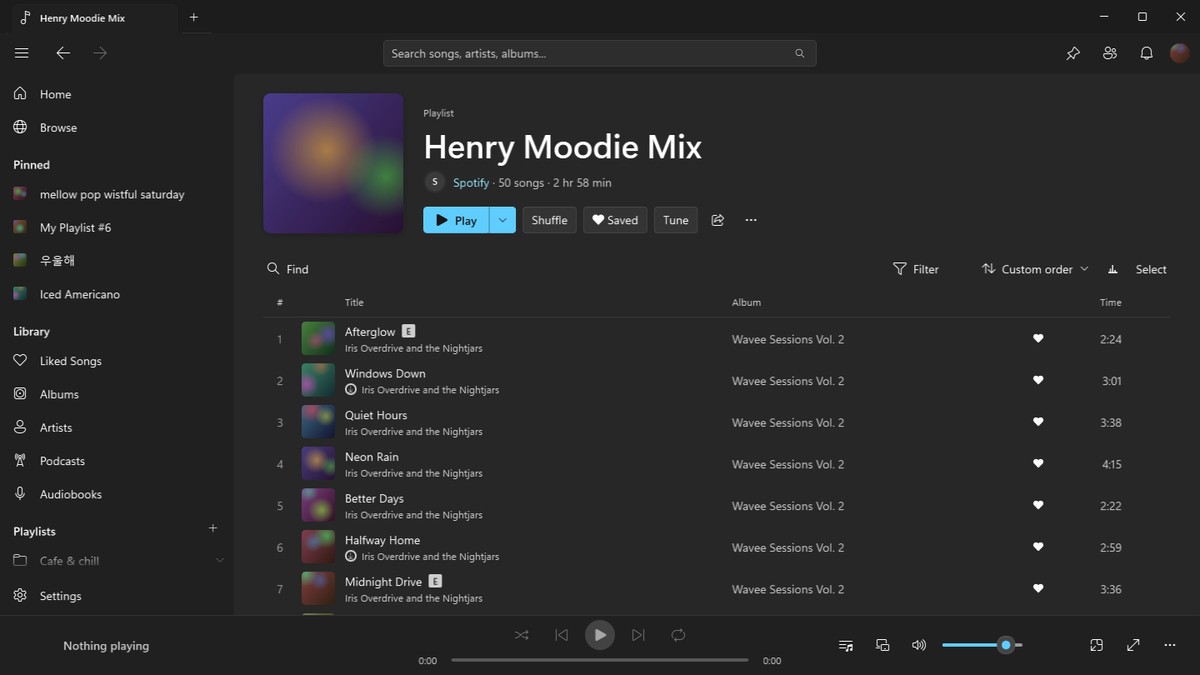 Henry Moodie Mix
Search songs, artists, albums...
Home
Browse
Pinned
mellow pop wistful saturday
My Playlist #6
우울해
Iced Americano
Library
Liked Songs
Albums
Artists
Podcasts
Audiobooks
Playlists
Cafe & chill
Settings
Playlist
Henry Moodie Mix
S Spotify · 50 songs · 2 hr 58 min
Play Shuffle Saved Tune
Find Filter Custom order Select
# Title Album Time
1 Afterglow E Wavee Sessions Vol. 2 2:24
Iris Overdrive and the Nightjars
2 Windows Down Wavee Sessions Vol. 2 3:01
Iris Overdrive and the Nightjars
3 Quiet Hours Wavee Sessions Vol. 2 3:38
Iris Overdrive and the Nightjars
4 Neon Rain Wavee Sessions Vol. 2 4:15
Iris Overdrive and the Nightjars
5 Better Days Wavee Sessions Vol. 2 2:22
Iris Overdrive and the Nightjars
6 Halfway Home Wavee Sessions Vol. 2 2:59
Iris Overdrive and the Nightjars
7 Midnight Drive E Wavee Sessions Vol. 2 3:36
Iris Overdrive and the Nightjars
Nothing playing
0:00 0:00